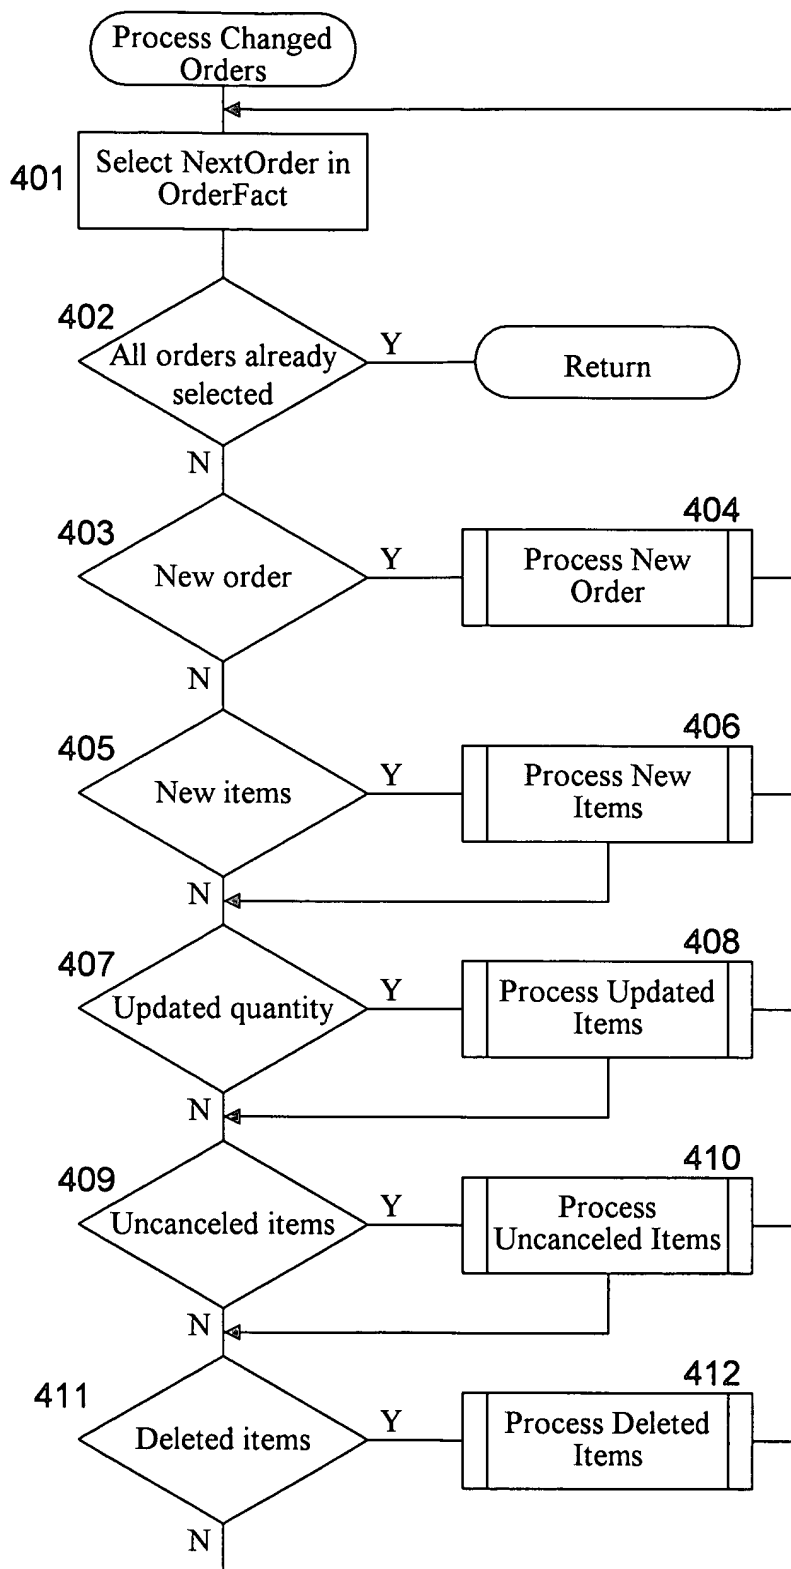 Process Changed
Orders
401
Select NextOrder in
OrderFact
402
All orders already
selected
Y
Return
N
403
New order
Y
404
Process New
Order
N
405
New items
Y
406
Process New
Items
N
407
Updated quantity
Y
408
Process Updated
Items
N
409
Uncanceled items
Y
410
Process
Uncanceled Items
N
411
Deleted items
Y
412
Process Deleted
Items
N